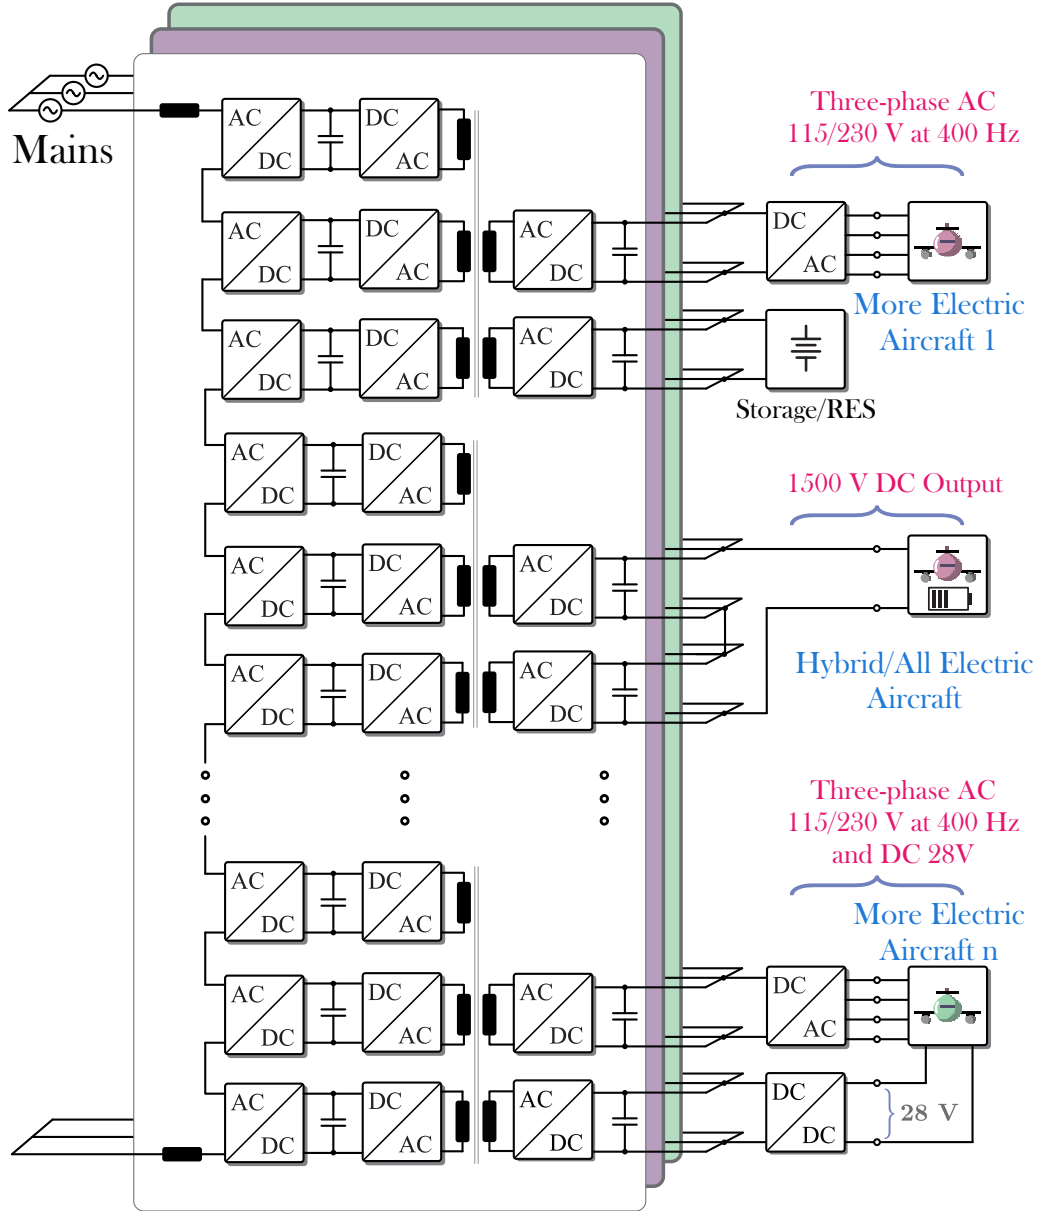 Mains
AC
DC
DC
AC
AC
DC
DC
AC
AC
DC
Three-phase AC
115/230 V at 400 Hz
DC
AC
More Electric
Aircraft 1
AC
DC
DC
AC
AC
DC
Storage/RES
AC
DC
DC
AC
1500 V DC Output
AC
DC
DC
AC
AC
DC
Hybrid/All Electric
Aircraft
AC
DC
DC
AC
AC
DC
Three-phase AC
115/230 V at 400 Hz
and DC 28V
AC
DC
DC
AC
More Electric
Aircraft n
AC
DC
DC
AC
AC
DC
DC
AC
AC
DC
DC
AC
AC
DC
DC
DC
28 V